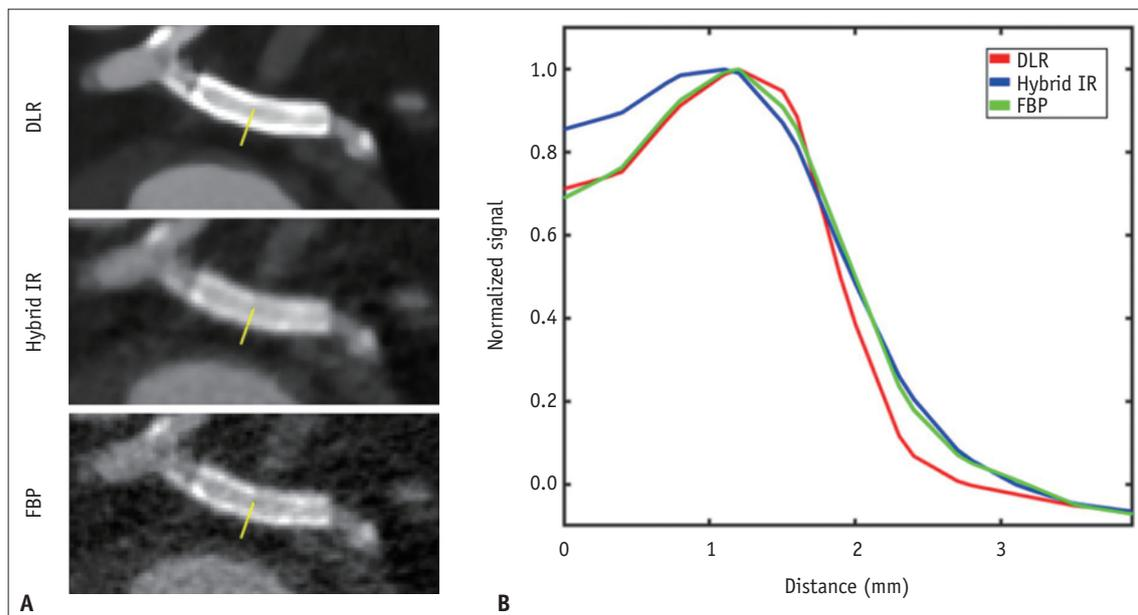 DLR
Hybrid IR
FBP
A
Normalized signal
1.0
0.8
0.6
0.4
0.2
0.0
0
1
2
3
Distance (mm)
DLR
Hybrid IR
FBP
B